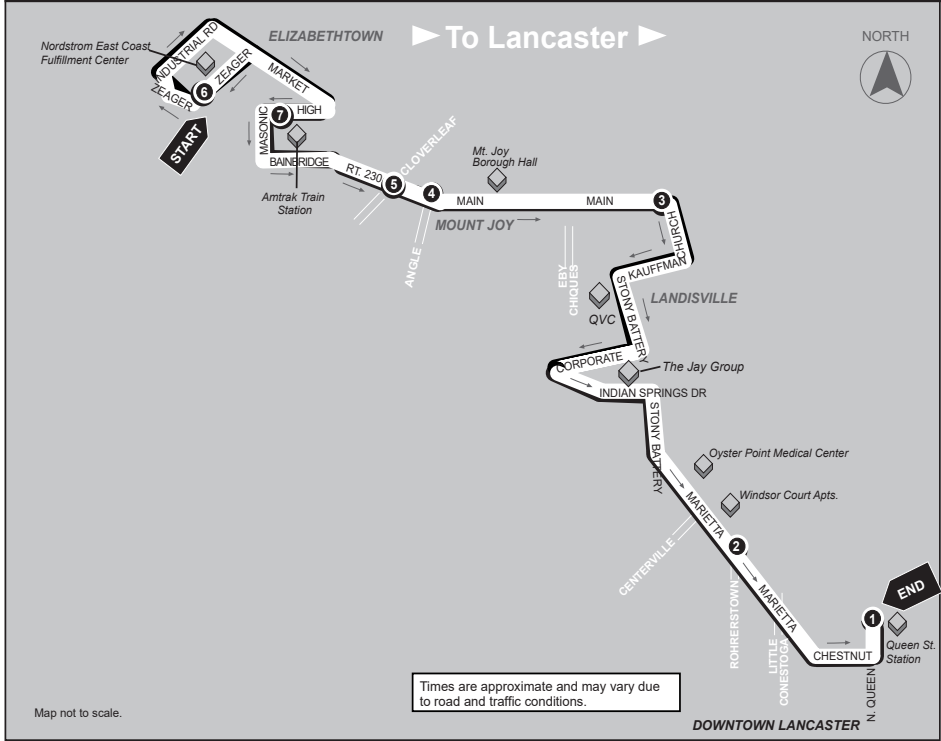 To Lancaster
NORTH
ELIZABETHTOWN
Nordstrom East Coast
Fulfillment Center
INDUSTRIAL RD
ZEAGER
ZEAGER
6
START
MARKET
HIGH
7
MASONIC
BAINBRIDGE
Amtrak Train
Station
RT. 230
CLOVERLEAF
5
4
ANGLE
Mt. Joy
Borough Hall
MAIN
MAIN
3
MOUNT JOY
EBY
CHIQUES
CHURCH
KAUFFMAN
LANDISVILLE
STONY BATTERY
QVC
CORPORATE
The Jay Group
INDIAN SPRINGS DR
STONY BATTERY
Oyster Point Medical Center
Windsor Court Apts.
MARIETTA
2
CENTERVILLE
ROHRERSTOWN
MARIETTA
LITTLE
CONESTOGA
END
1
Queen St.
Station
CHESTNUT
N. QUEEN
DOWNTOWN LANCASTER
Times are approximate and may vary due
to road and traffic conditions.
Map not to scale.